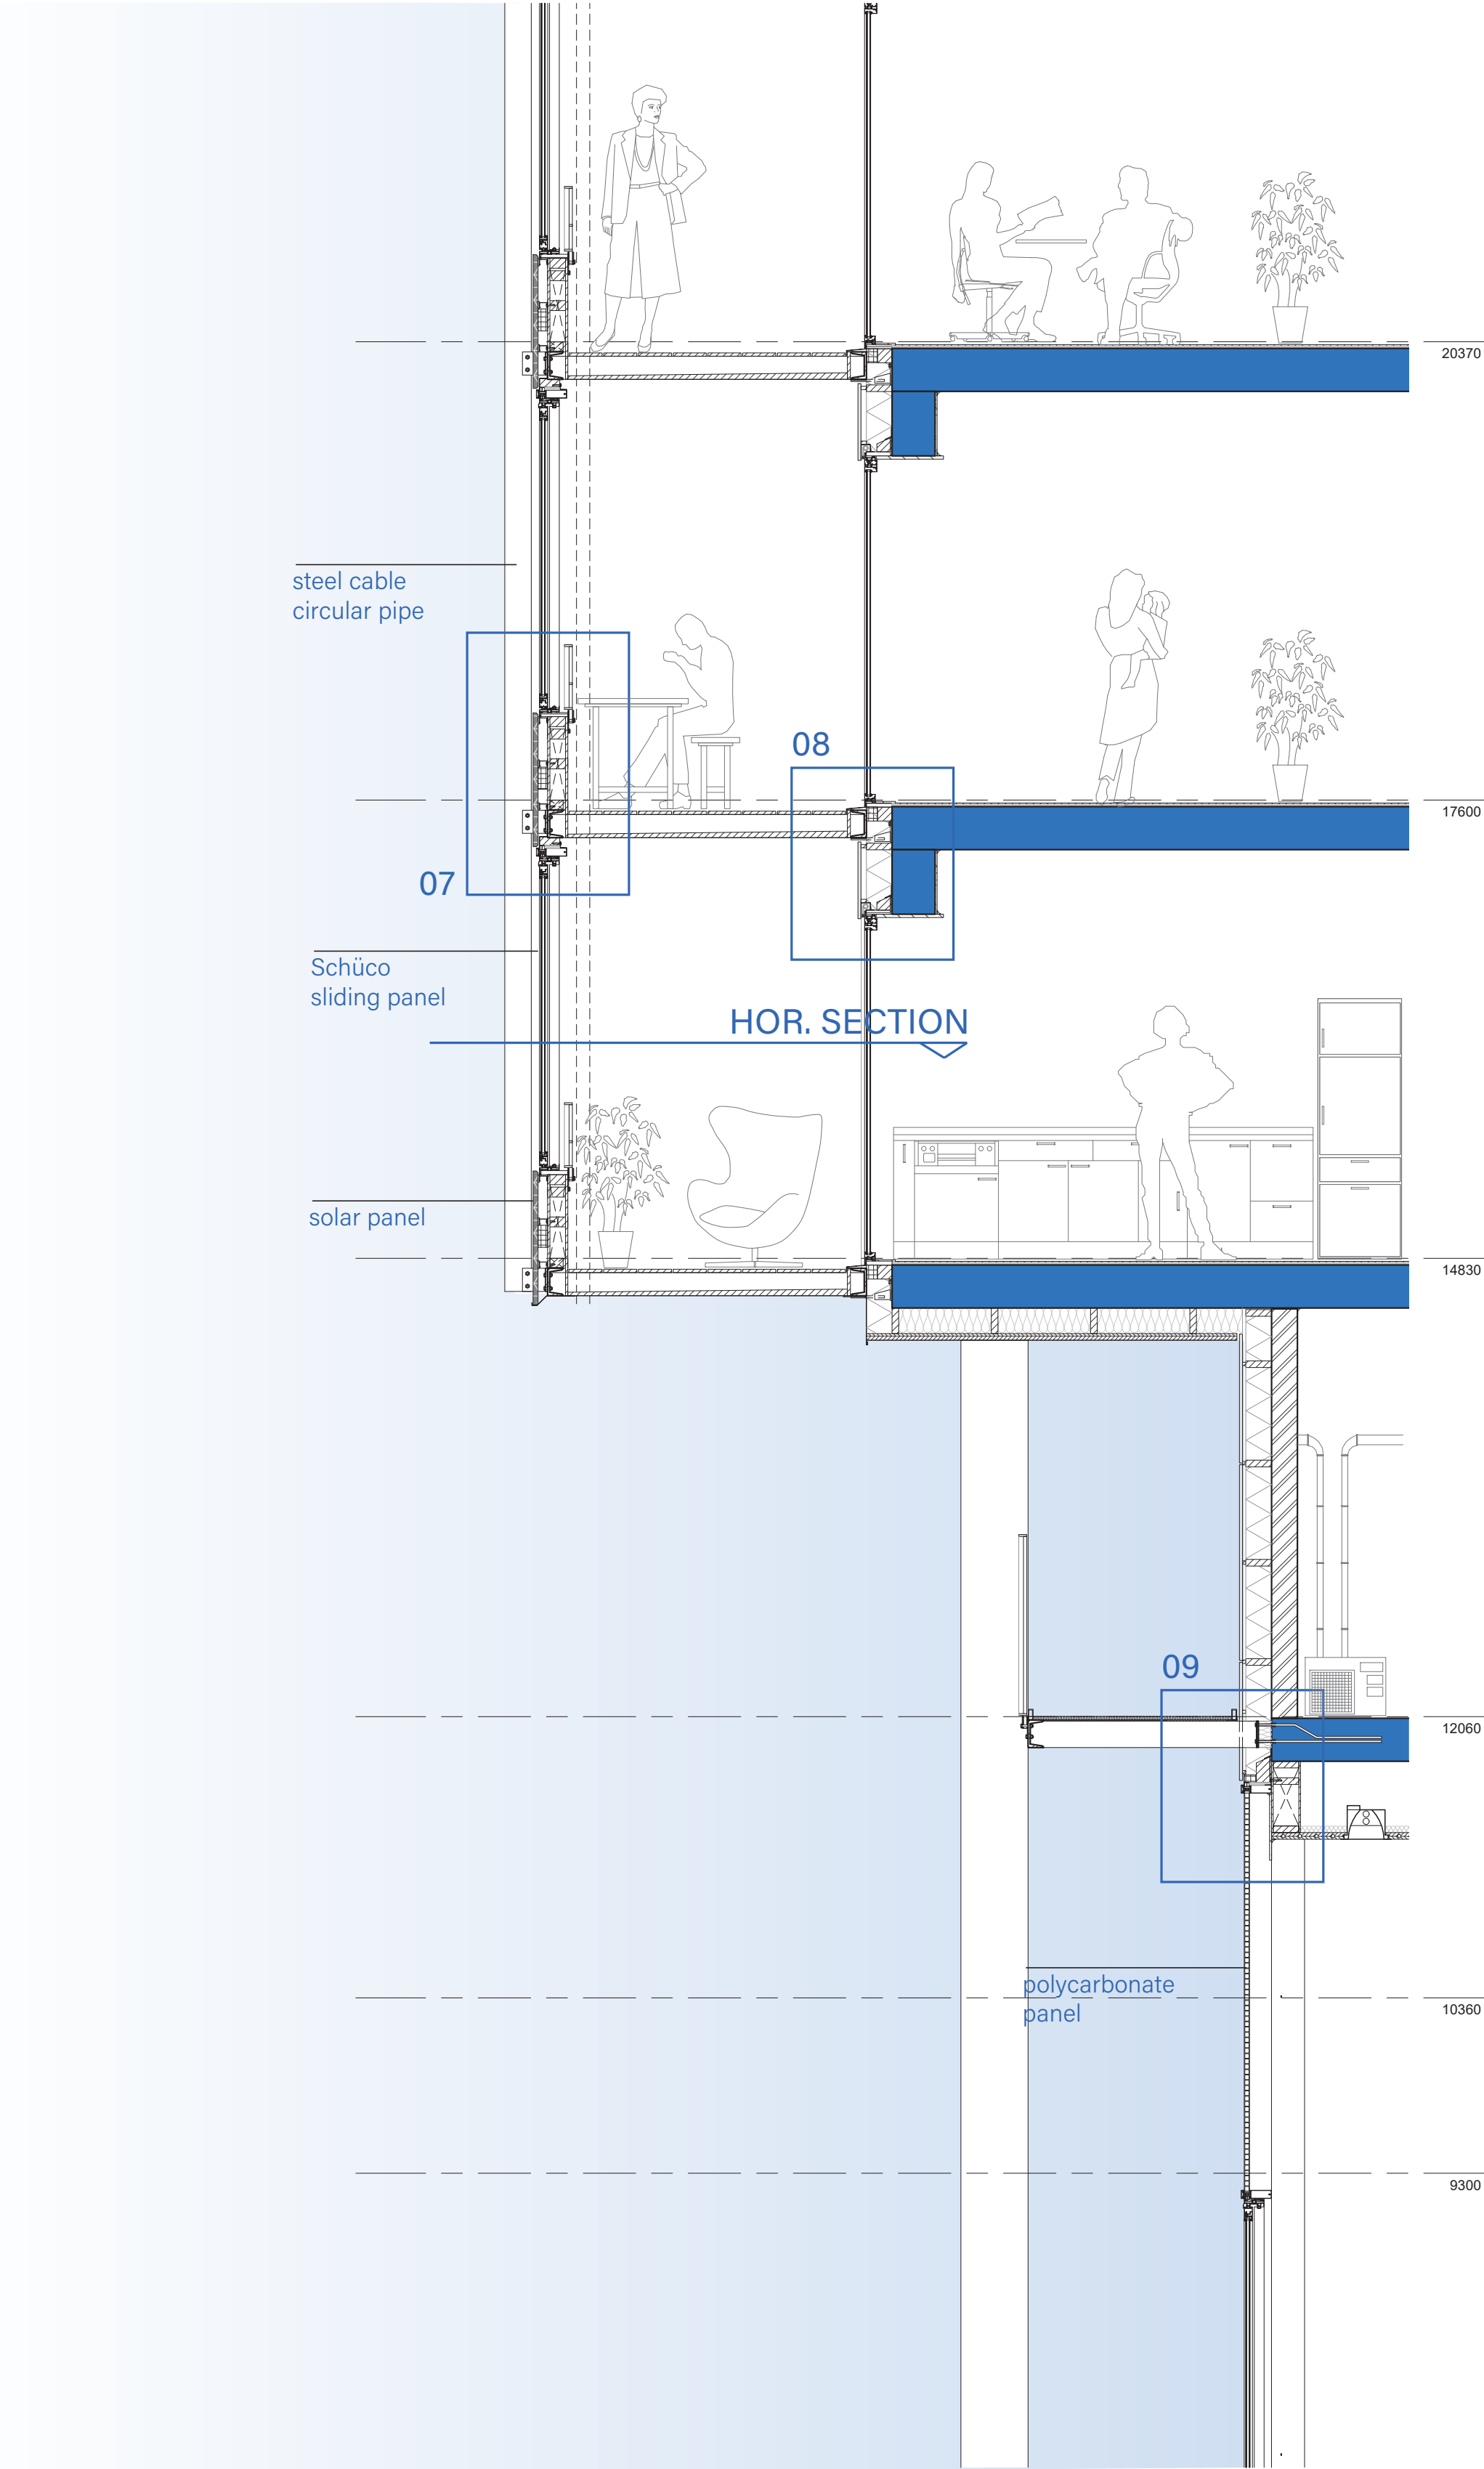 20370
steel cable
circular pipe
08
17600
07
Schüco
sliding panel
HOR. SECTION
solar panel
14830
09
12060
polycarbonate
panel
10360
9300